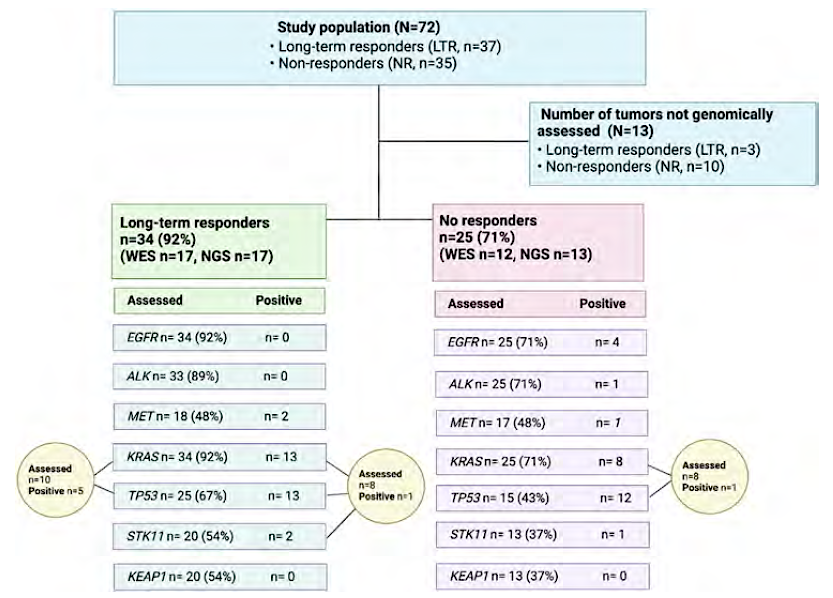 Study population (N=72)
• Long-term responders (LTR, n=37)
• Non-responders (NR, n=35)
Number of tumors not genomically
assessed (N=13)
• Long-term responders (LTR, n=3)
• Non-responders (NR, n=10)
Long-term responders
n=34 (92%)
(WES n=17, NGS n=17)
Assessed Positive
EGFR n= 34 (92%) n= 0
ALK n= 33 (89%) n= 0
MET n= 18 (48%) n= 2
KRAS n= 34 (92%) n= 13
TP53 n= 25 (67%) n= 13
STK11 n= 20 (54%) n= 2
KEAP1 n= 20 (54%) n= 0
Assessed
n=10
Positive n=5
Assessed
n=8
Positive n=1
No responders
n=25 (71%)
(WES n=12, NGS n=13)
Assessed Positive
EGFR n= 25 (71%) n= 4
ALK n= 25 (71%) n= 1
MET n= 17 (48%) n= 1
KRAS n= 25 (71%) n= 8
TP53 n= 15 (43%) n= 12
STK11 n= 13 (37%) n= 1
KEAP1 n= 13 (37%) n= 0
Assessed
n=8
Positive n=1